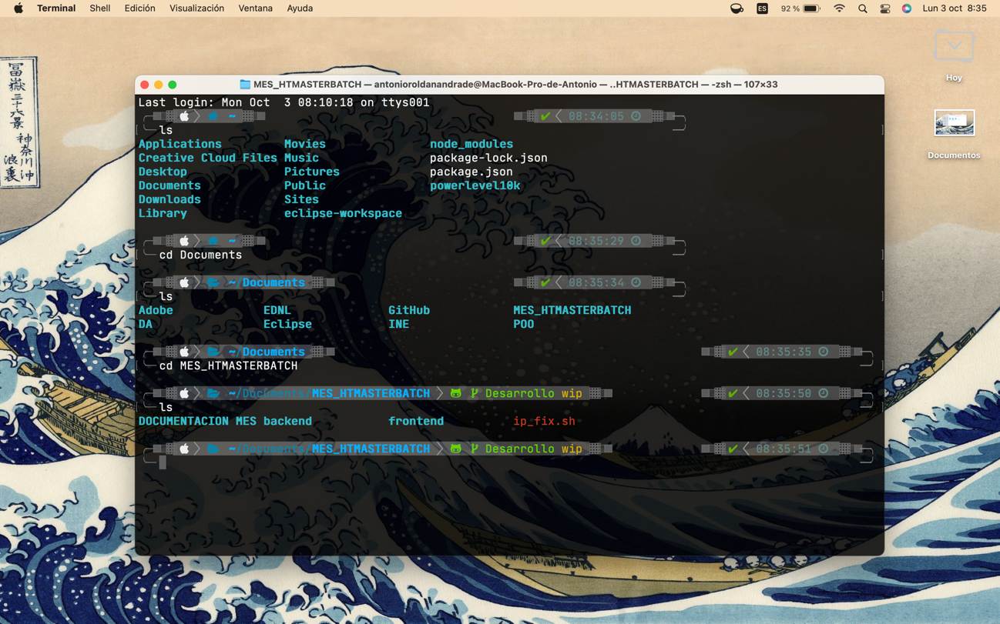 Terminal Shell Edición Visualización Ventana Ayuda ES 92 % Lun 3 oct 8:35
冨嶽三十六景 神奈川沖
浪裏
Hoy
Documentos
MES_HTMASTERBATCH — antonioroldanandrade@MacBook-Pro-de-Antonio — ..HTMASTERBATCH — -zsh — 107×33
Last login: Mon Oct  3 08:10:18 on ttys001
~ ✔ 08:34:05
ls
Applications Movies node_modules
Creative Cloud Files Music package-lock.json
Desktop Pictures package.json
Documents Public powerlevel10k
Downloads Sites
Library eclipse-workspace
~ ✔ 08:35:29
cd Documents
~/Documents ✔ 08:35:34
ls
Adobe EDNL GitHub MES_HTMASTERBATCH
DA Eclipse INE POO
~/Documents ✔ 08:35:35
cd MES_HTMASTERBATCH
~/Documents/MES_HTMASTERBATCH Desarrollo wip ✔ 08:35:50
ls
DOCUMENTACION MES backend frontend ip_fix.sh
~/Documents/MES_HTMASTERBATCH Desarrollo wip ✔ 08:35:51